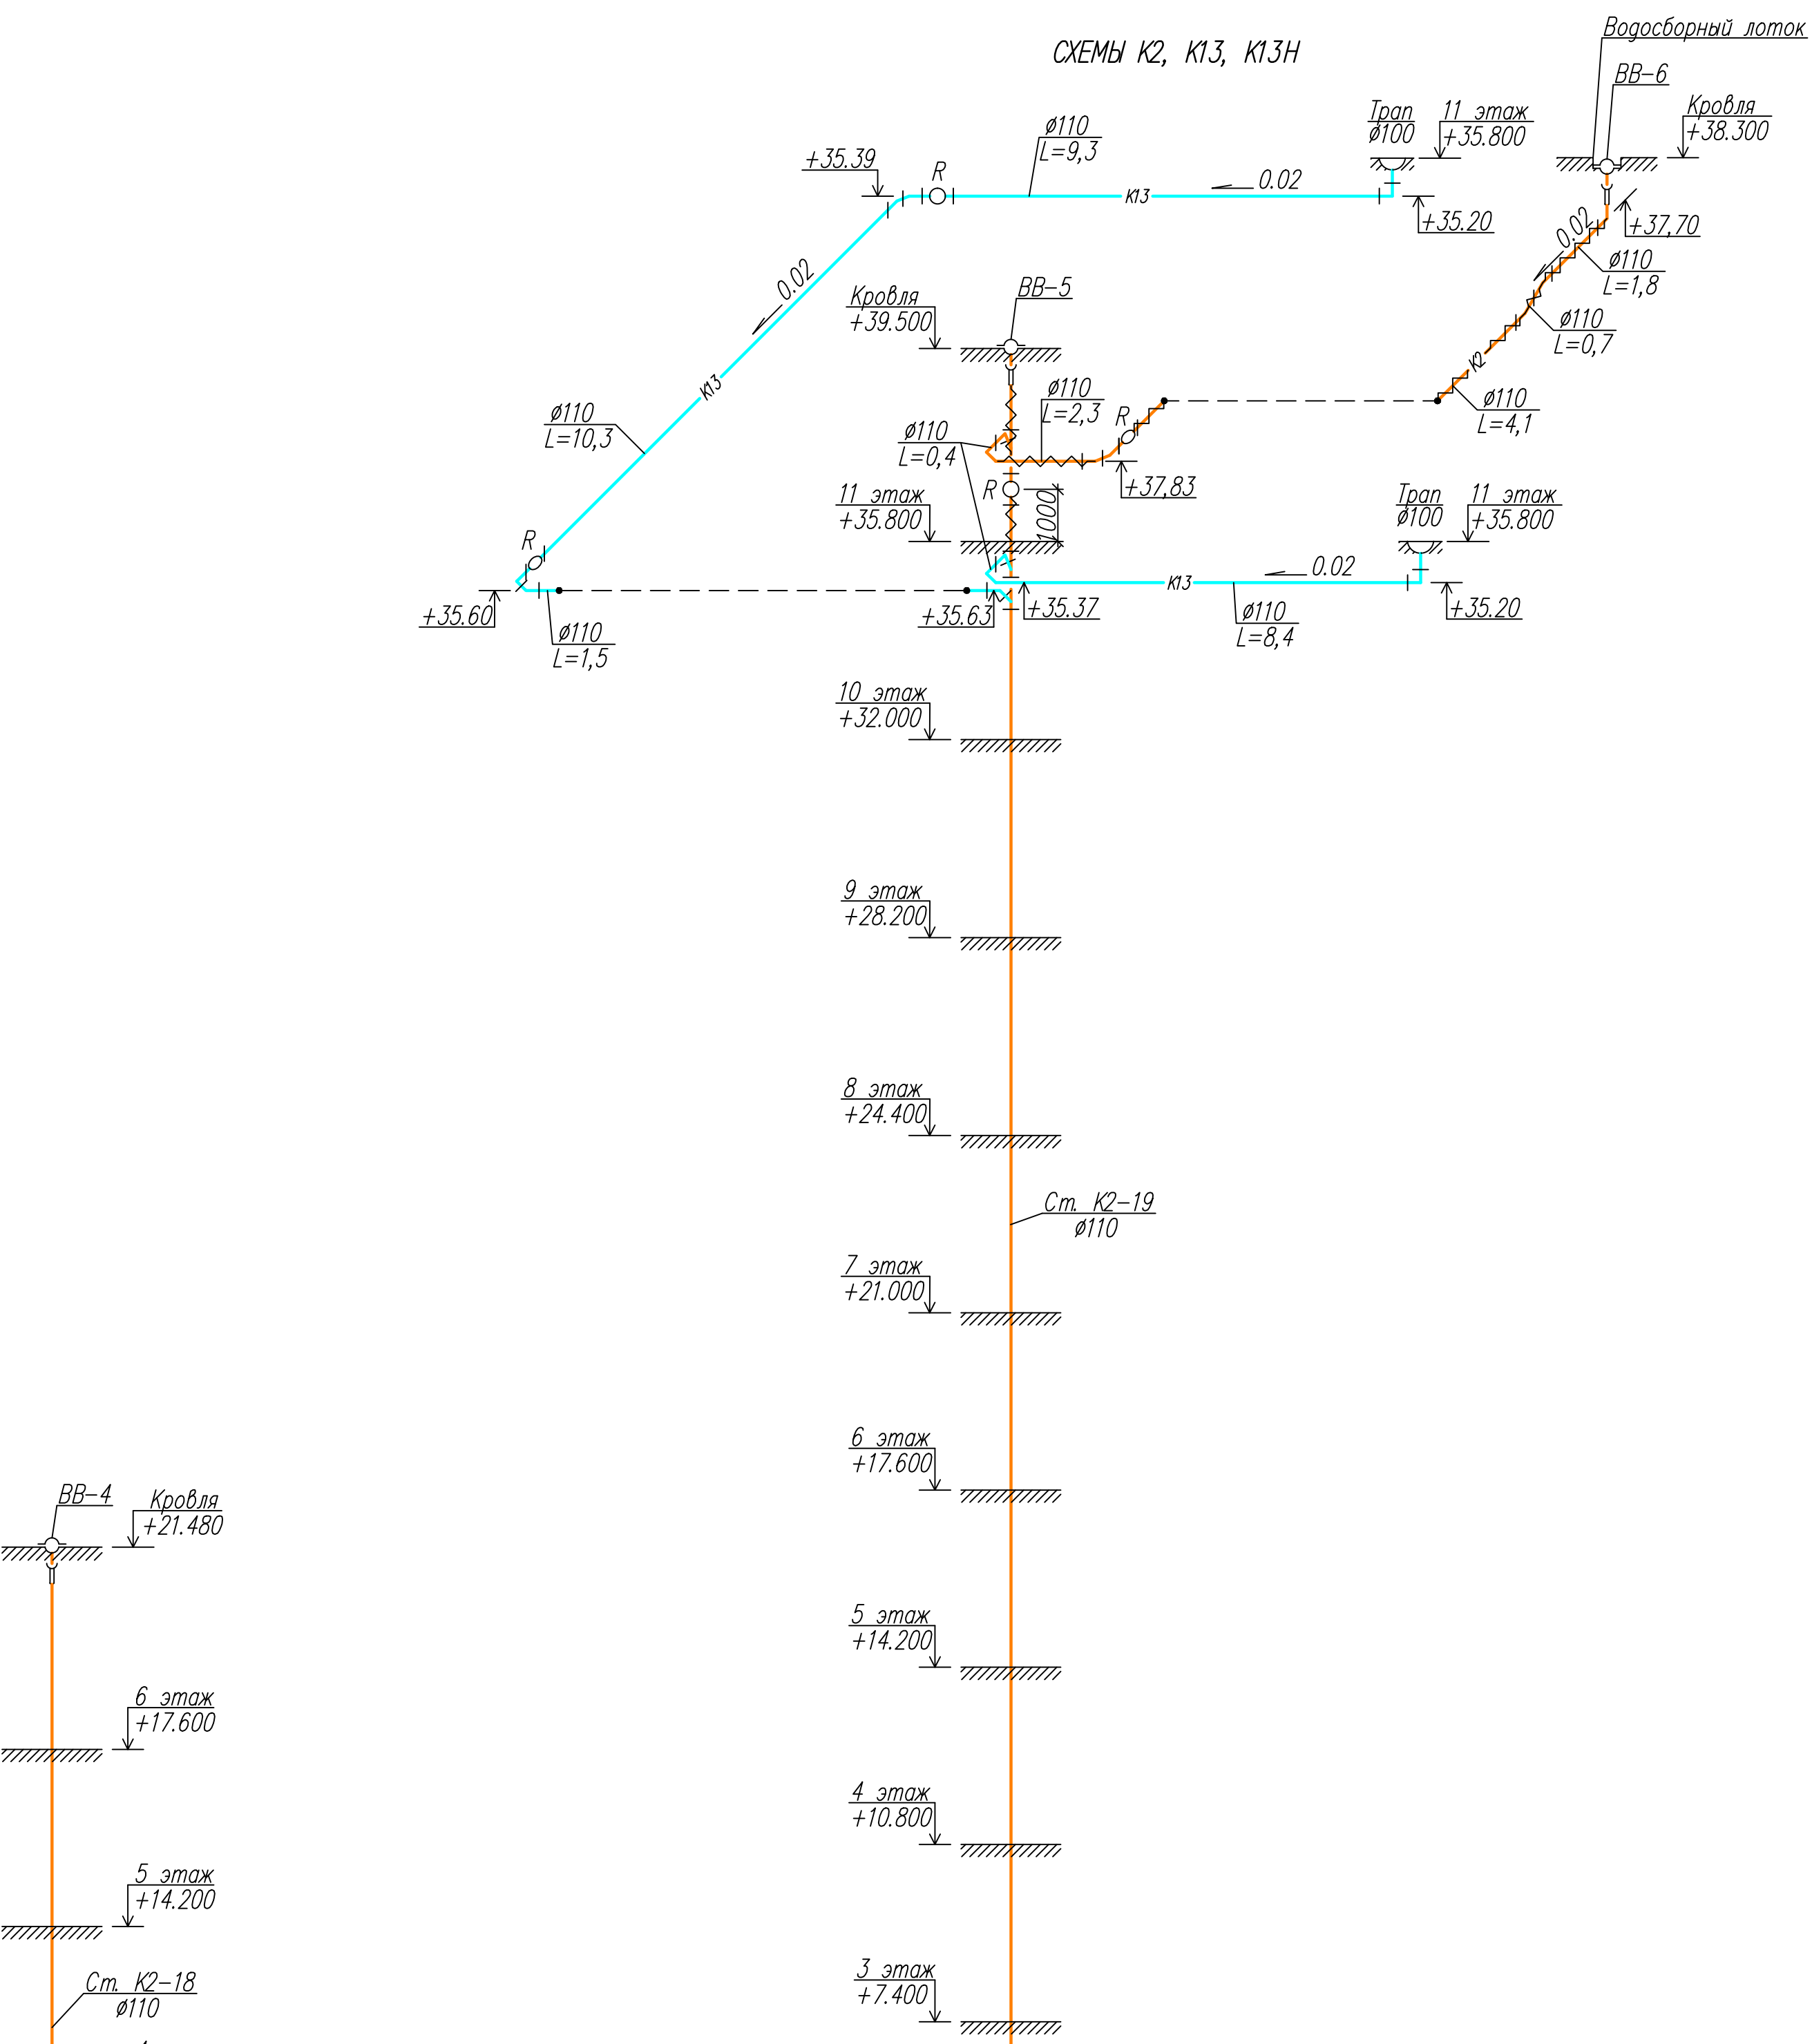 Водосборный лоток
СХЕМЫ К2, К13, К13Н
ВВ-6
Кровля
+38.300
Трап
ø100
11 этаж
+35.800
ø110
L=9,3
+35.39
R
К13
0.02
+35.20
+37,70
0.02
ø110
L=1,8
ø110
L=0,7
К2
ø110
L=4,1
0.02
Кровля
+39.500
ВВ-5
К13
ø110
L=10,3
ø110
L=2,3
R
ø110
L=0,4
+37,83
R
1000
11 этаж
+35.800
Трап
ø100
11 этаж
+35.800
R
0.02
К13
+35.60
ø110
L=1,5
+35.63
+35.37
ø110
L=8,4
+35.20
10 этаж
+32.000
9 этаж
+28.200
8 этаж
+24.400
Ст. К2-19
ø110
7 этаж
+21.000
6 этаж
+17.600
ВВ-4
Кровля
+21.480
5 этаж
+14.200
6 этаж
+17.600
4 этаж
+10.800
5 этаж
+14.200
3 этаж
+7.400
Ст. К2-18
ø110